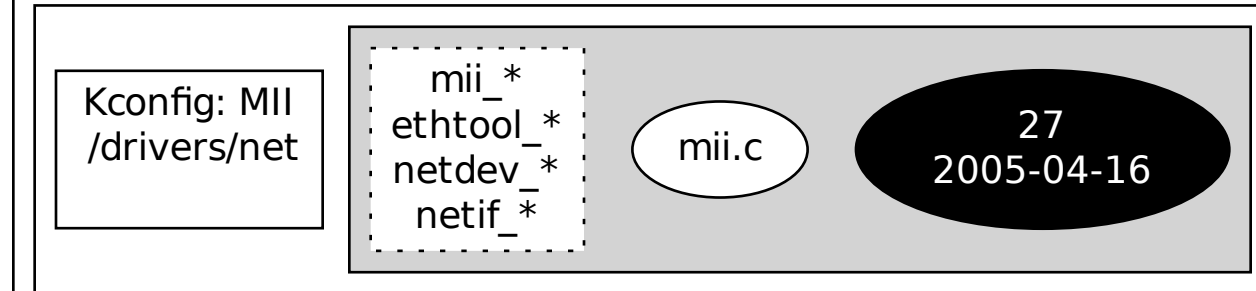 Kconfig: MII
/drivers/net
mii_*
ethtool_*
netdev_*
netif_*
mii.c
27
2005-04-16